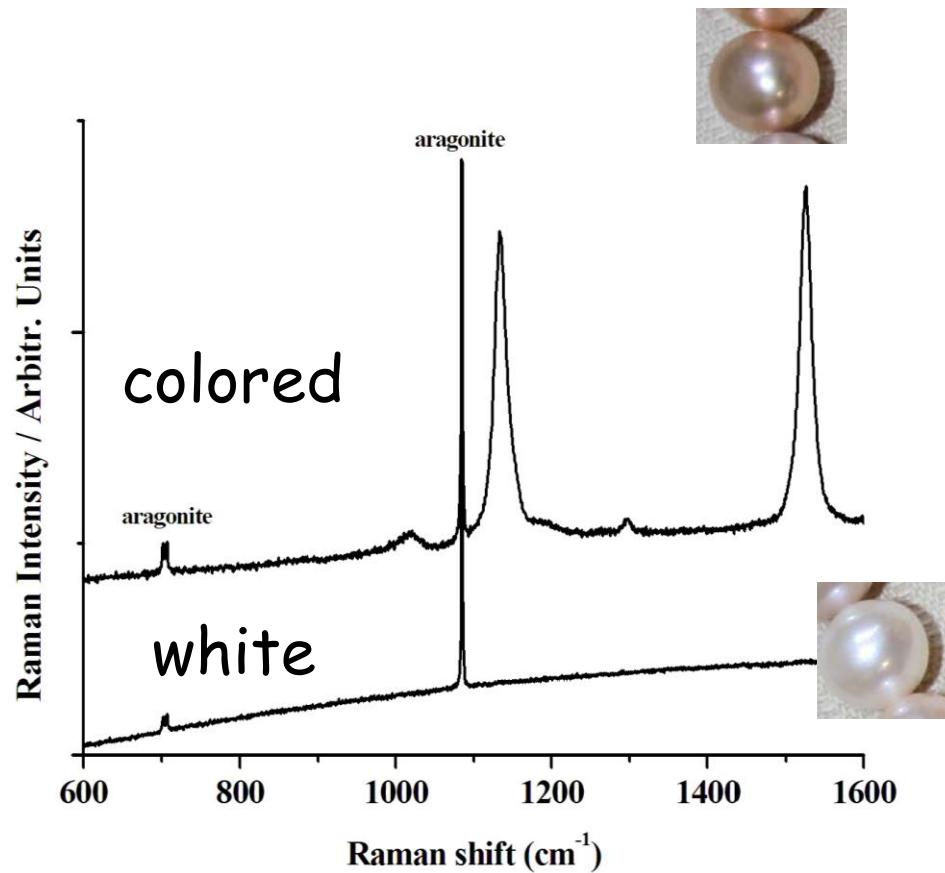 aragonite
Raman Intensity / Arbitr. Units
colored
aragonite
white
600 800 1000 1200 1400 1600
Raman shift (cm⁻¹)